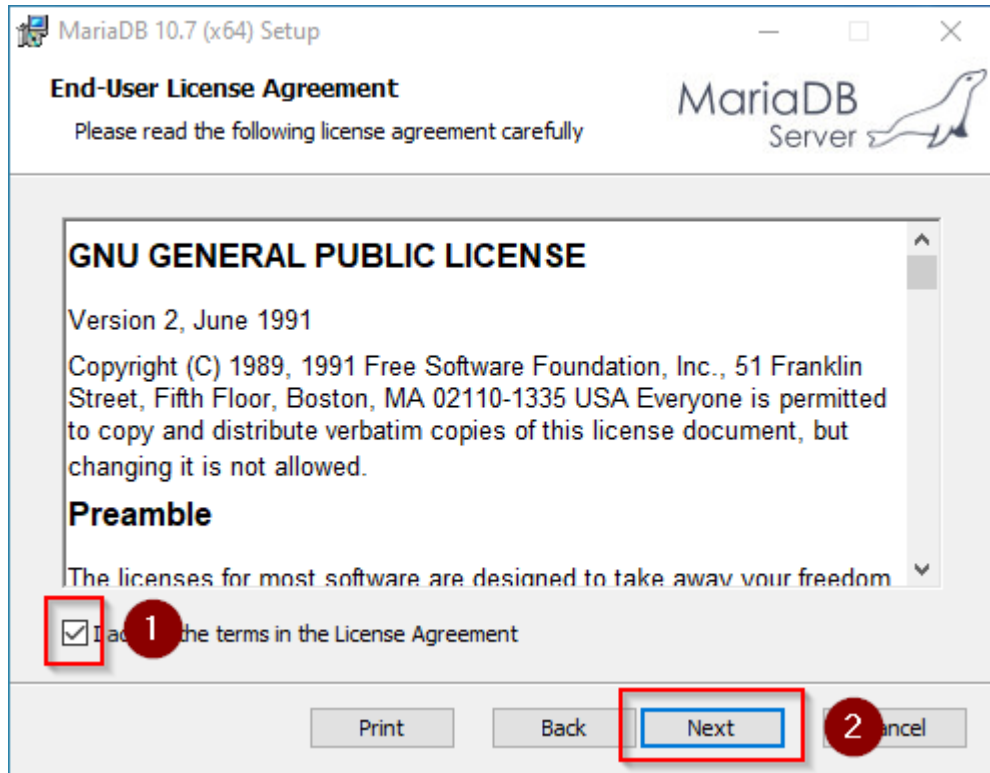 MariaDB 10.7 (x64) Setup
End-User License Agreement
Please read the following license agreement carefully
MariaDB
Server
GNU GENERAL PUBLIC LICENSE
Version 2, June 1991
Copyright (C) 1989, 1991 Free Software Foundation, Inc., 51 Franklin
Street, Fifth Floor, Boston, MA 02110-1335 USA Everyone is permitted
to copy and distribute verbatim copies of this license document, but
changing it is not allowed.
Preamble
The licenses for most software are designed to take away your freedom
I 1 the terms in the License Agreement
Print Back Next 2